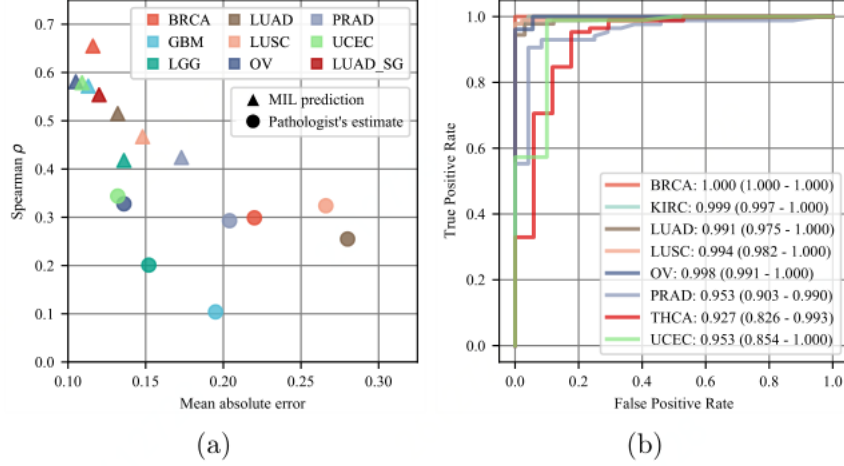 0.7
0.6
0.5
0.4
0.3
0.2
0.1
0.0
Spearman ρ
BRCA LUAD PRAD
GBM LUSC UCEC
LGG OV LUAD_SG
MIL prediction
Pathologist's estimate
0.10 0.15 0.20 0.25 0.30
Mean absolute error
(a)
1.0
0.8
0.6
0.4
0.2
0.0
True Positive Rate
BRCA: 1.000 (1.000 - 1.000)
KIRC: 0.999 (0.997 - 1.000)
LUAD: 0.991 (0.975 - 1.000)
LUSC: 0.994 (0.982 - 1.000)
OV: 0.998 (0.991 - 1.000)
PRAD: 0.953 (0.903 - 0.990)
THCA: 0.927 (0.826 - 0.993)
UCEC: 0.953 (0.854 - 1.000)
0.0 0.2 0.4 0.6 0.8 1.0
False Positive Rate
(b)